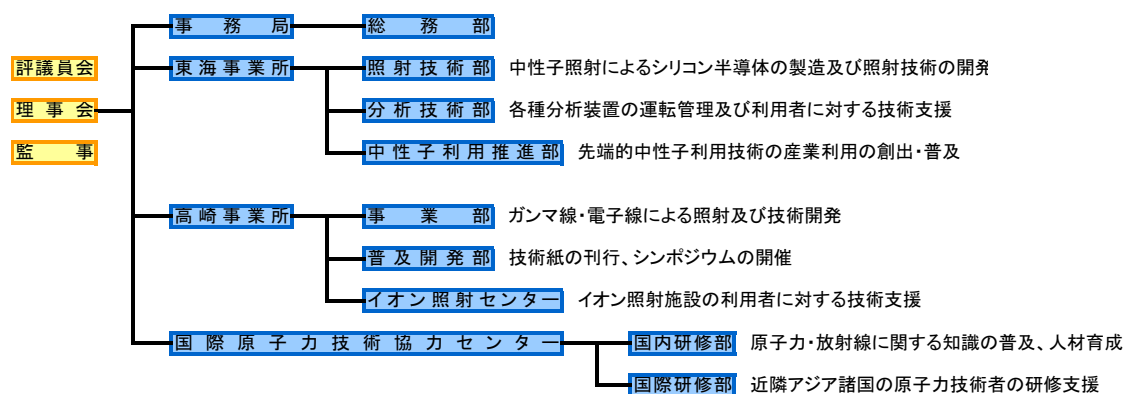 事務局 総務部
評議員会 東海事業所 照射技術部 中性子照射によるシリコン半導体の製造及び照射技術の開発
理事会 分析技術部 各種分析装置の運転管理及び利用者に対する技術支援
監事 中性子利用推進部 先端的中性子利用技術の産業利用の創出・普及
高崎事業所 事業部 ガンマ線・電子線による照射及び技術開発
普及開発部 技術紙の刊行、シンポジウムの開催
イオン照射センター イオン照射施設の利用者に対する技術支援
国際原子力技術協力センター 国内研修部 原子力・放射線に関する知識の普及、人材育成
国際研修部 近隣アジア諸国の原子力技術者の研修支援